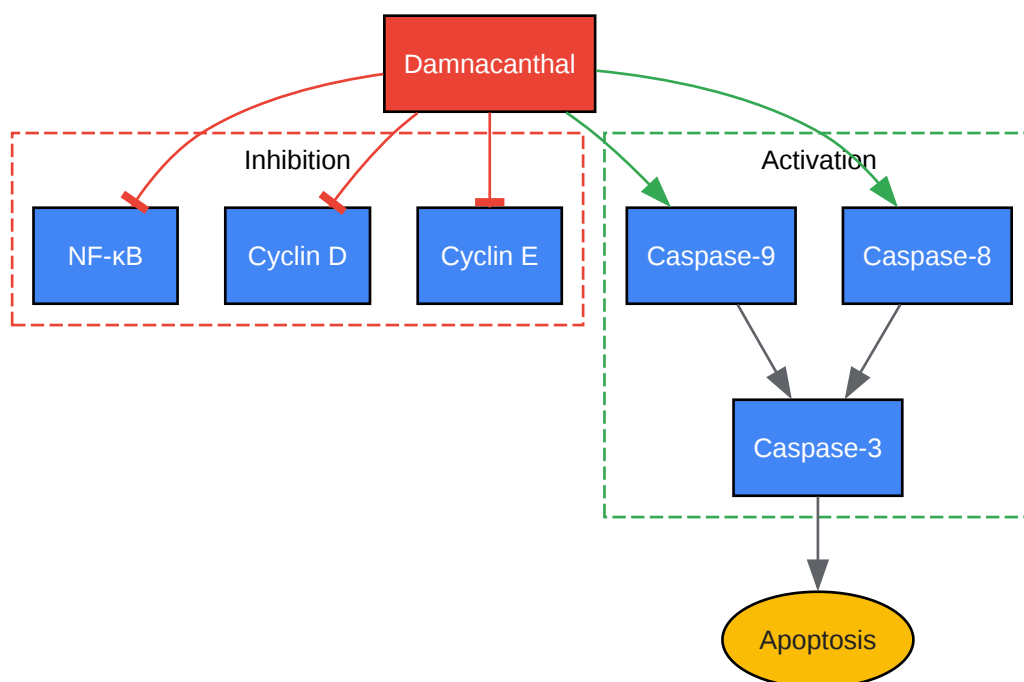 Damnacanthal
Inhibition
Activation
NF-κB
Cyclin D
Cyclin E
Caspase-9
Caspase-8
Caspase-3
Apoptosis